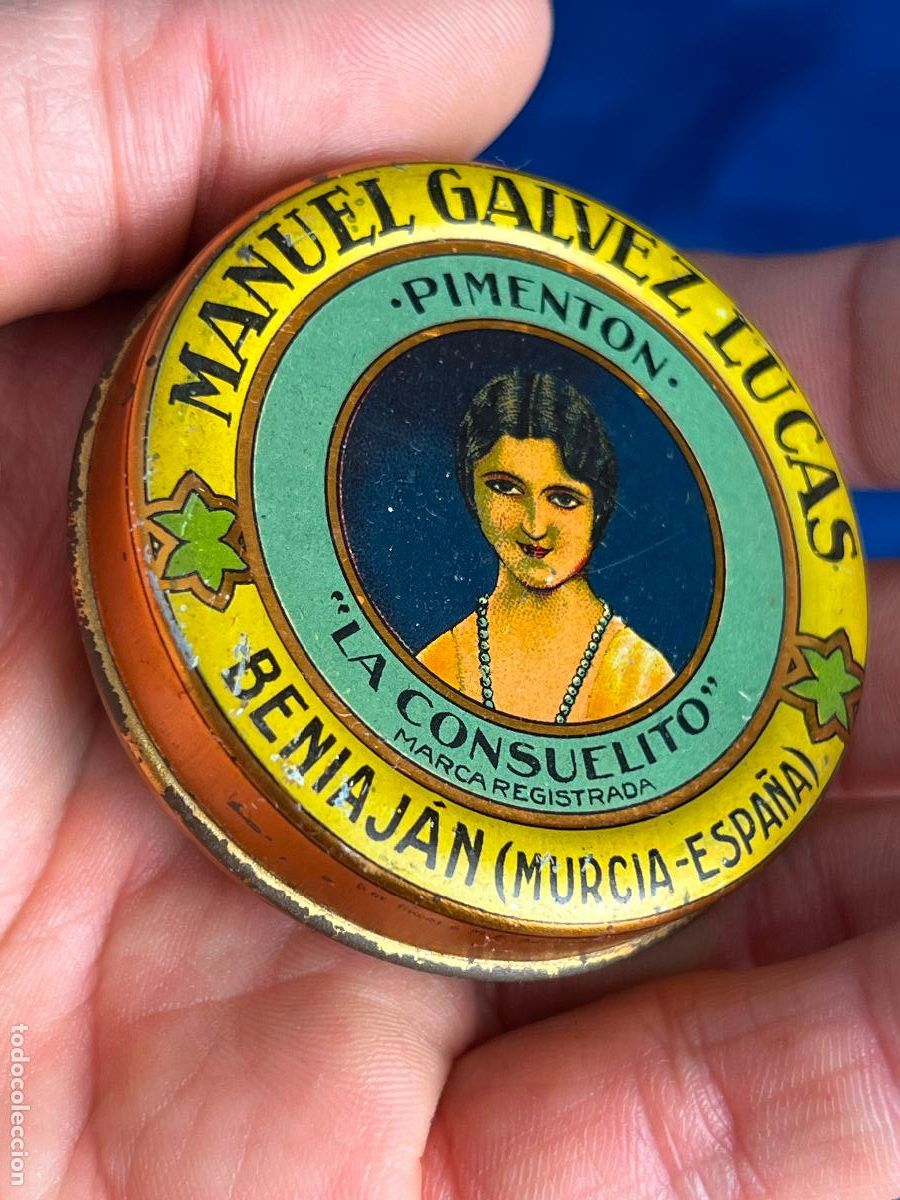 MANUEL GALVEZ LUCAS
·PIMENTON·
"LA CONSUELITO"
MARCA REGISTRADA
BENIAJÁN (MURCIA-ESPAÑA)
todocoleccion